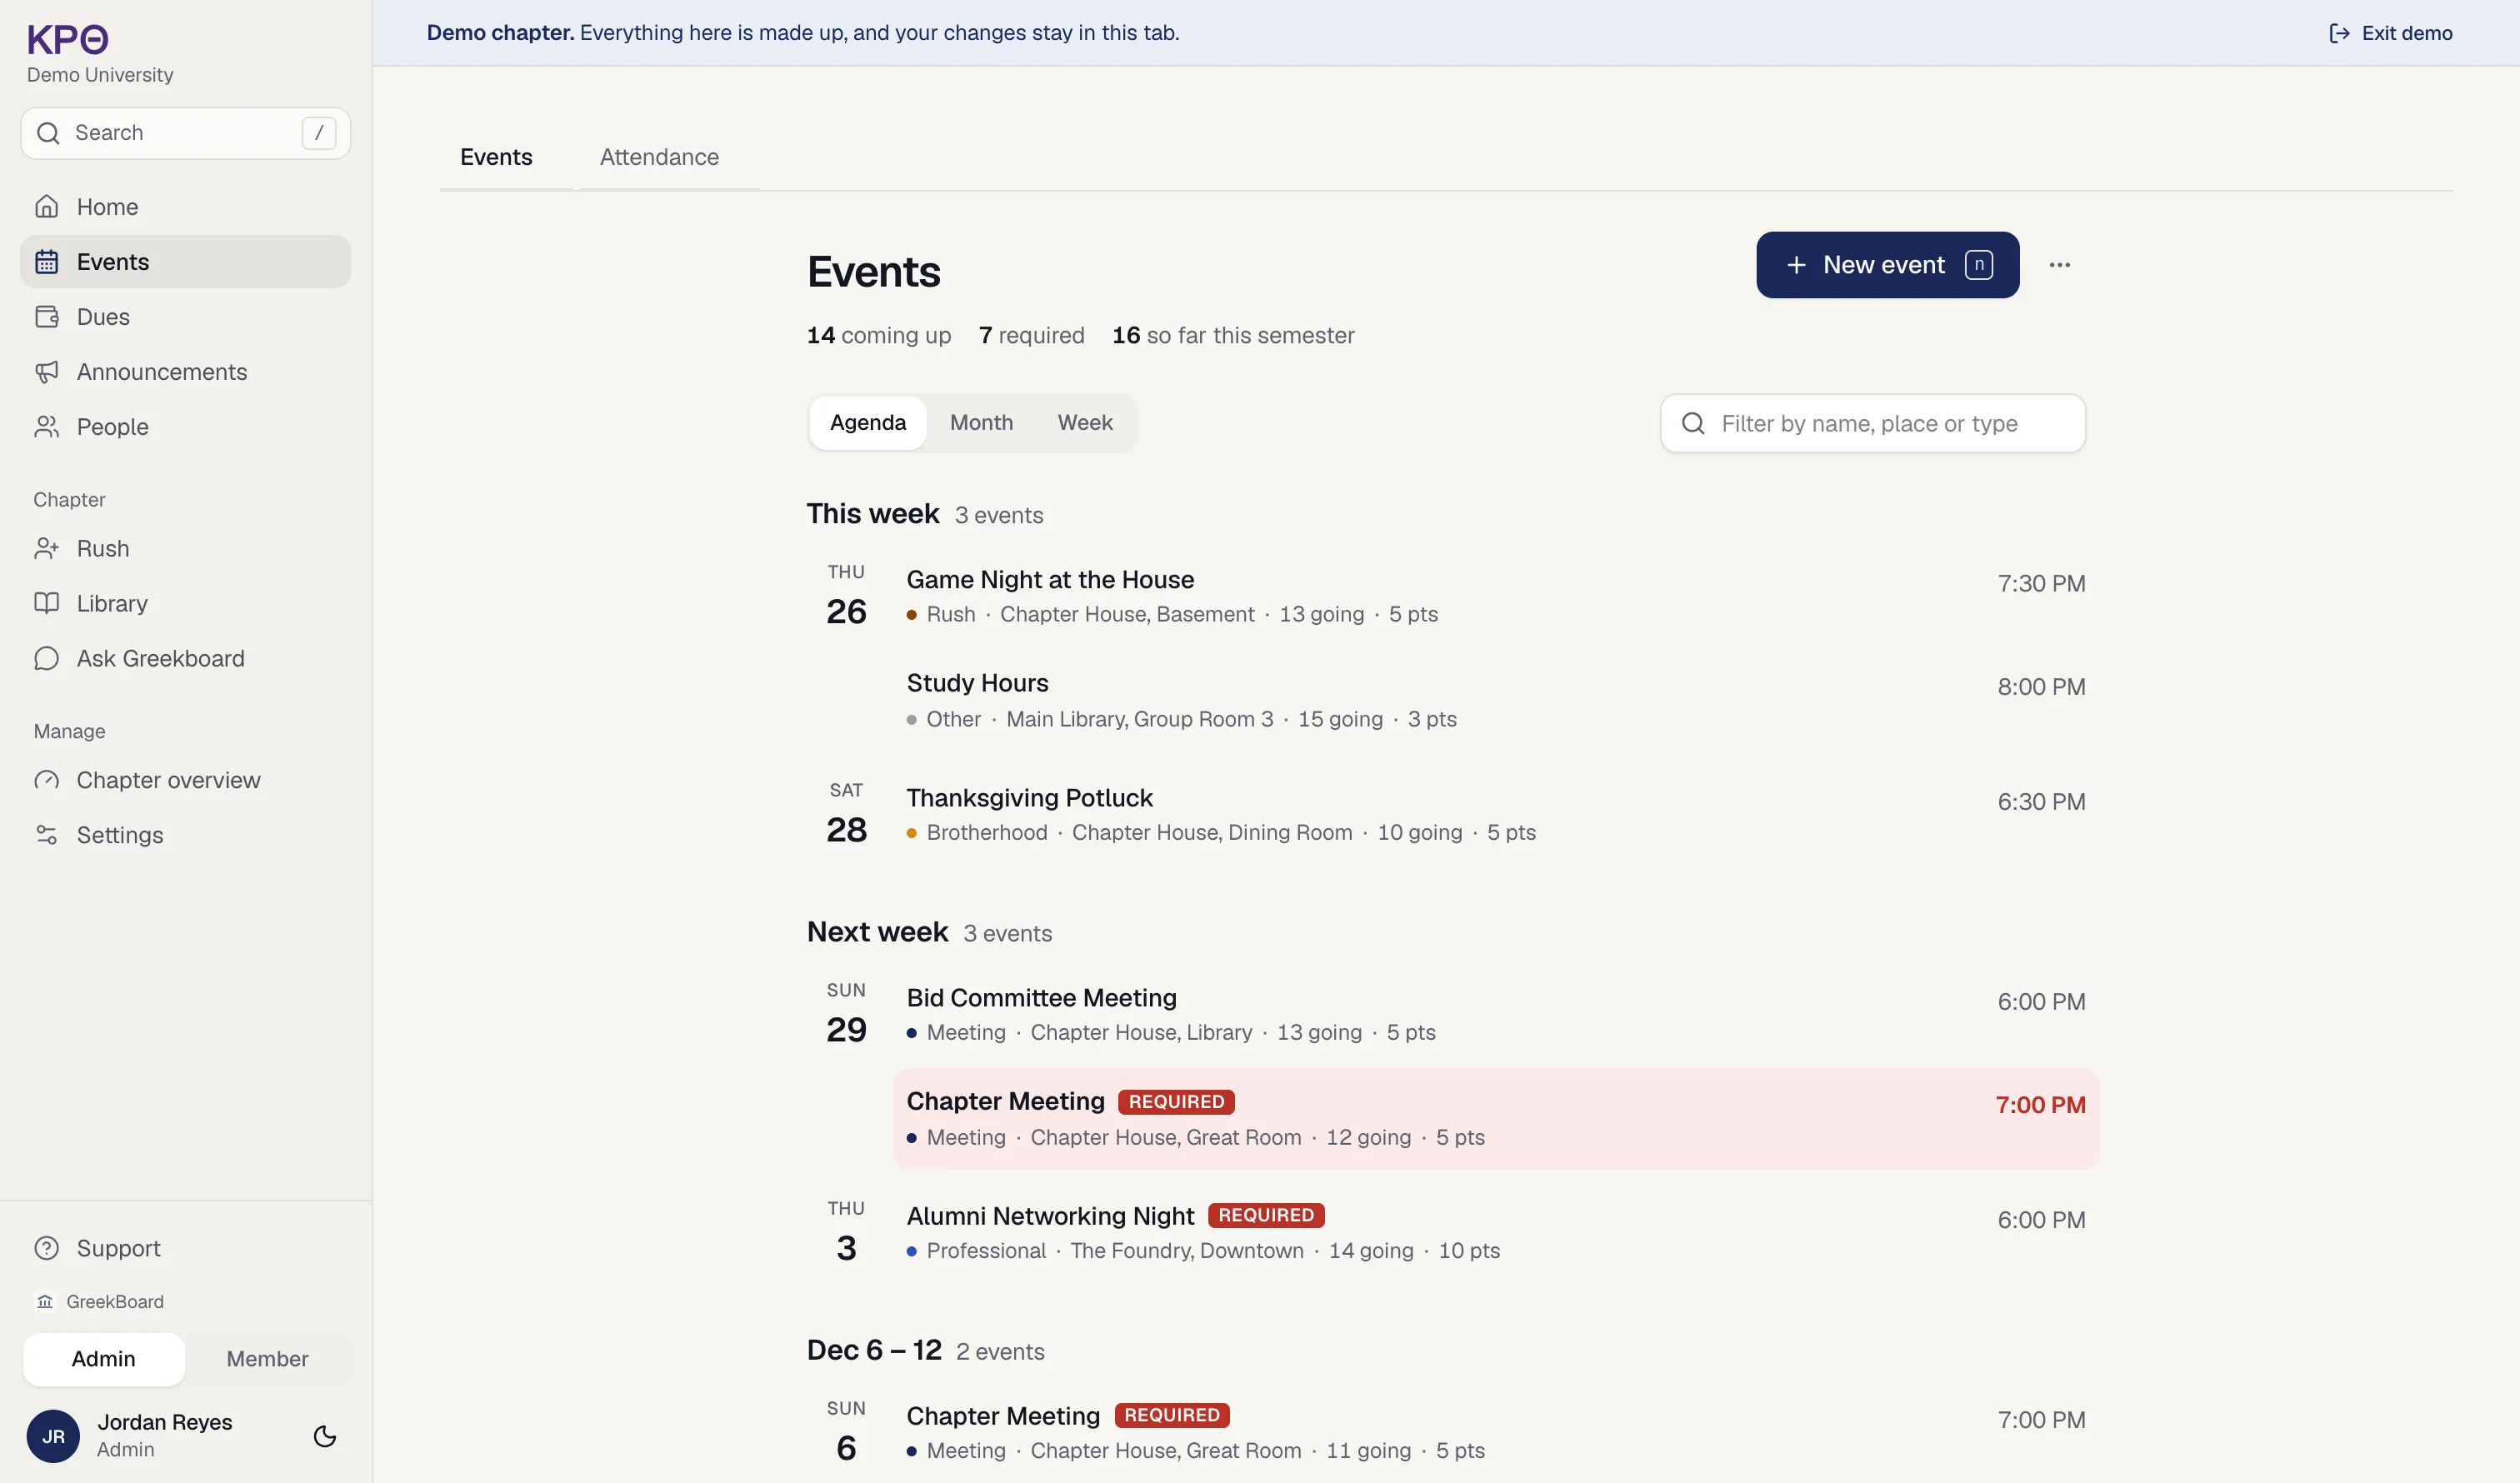 KPΘ
Demo University
Search /
Home
Events
Dues
Announcements
People
Chapter
Rush
Library
Ask Greekboard
Manage
Chapter overview
Settings
Support
GreekBoard
Admin Member
JR Jordan Reyes
Admin
Demo chapter. Everything here is made up, and your changes stay in this tab.
Exit demo
Events Attendance
Events
+ New event n
14 coming up 7 required 16 so far this semester
Agenda Month Week
Filter by name, place or type
This week 3 events
THU
26
Game Night at the House
7:30 PM
Rush · Chapter House, Basement · 13 going · 5 pts
Study Hours
8:00 PM
Other · Main Library, Group Room 3 · 15 going · 3 pts
SAT
28
Thanksgiving Potluck
6:30 PM
Brotherhood · Chapter House, Dining Room · 10 going · 5 pts
Next week 3 events
SUN
29
Bid Committee Meeting
6:00 PM
Meeting · Chapter House, Library · 13 going · 5 pts
Chapter Meeting REQUIRED
7:00 PM
Meeting · Chapter House, Great Room · 12 going · 5 pts
THU
3
Alumni Networking Night REQUIRED
6:00 PM
Professional · The Foundry, Downtown · 14 going · 10 pts
Dec 6 – 12 2 events
SUN
6
Chapter Meeting REQUIRED
7:00 PM
Meeting · Chapter House, Great Room · 11 going · 5 pts